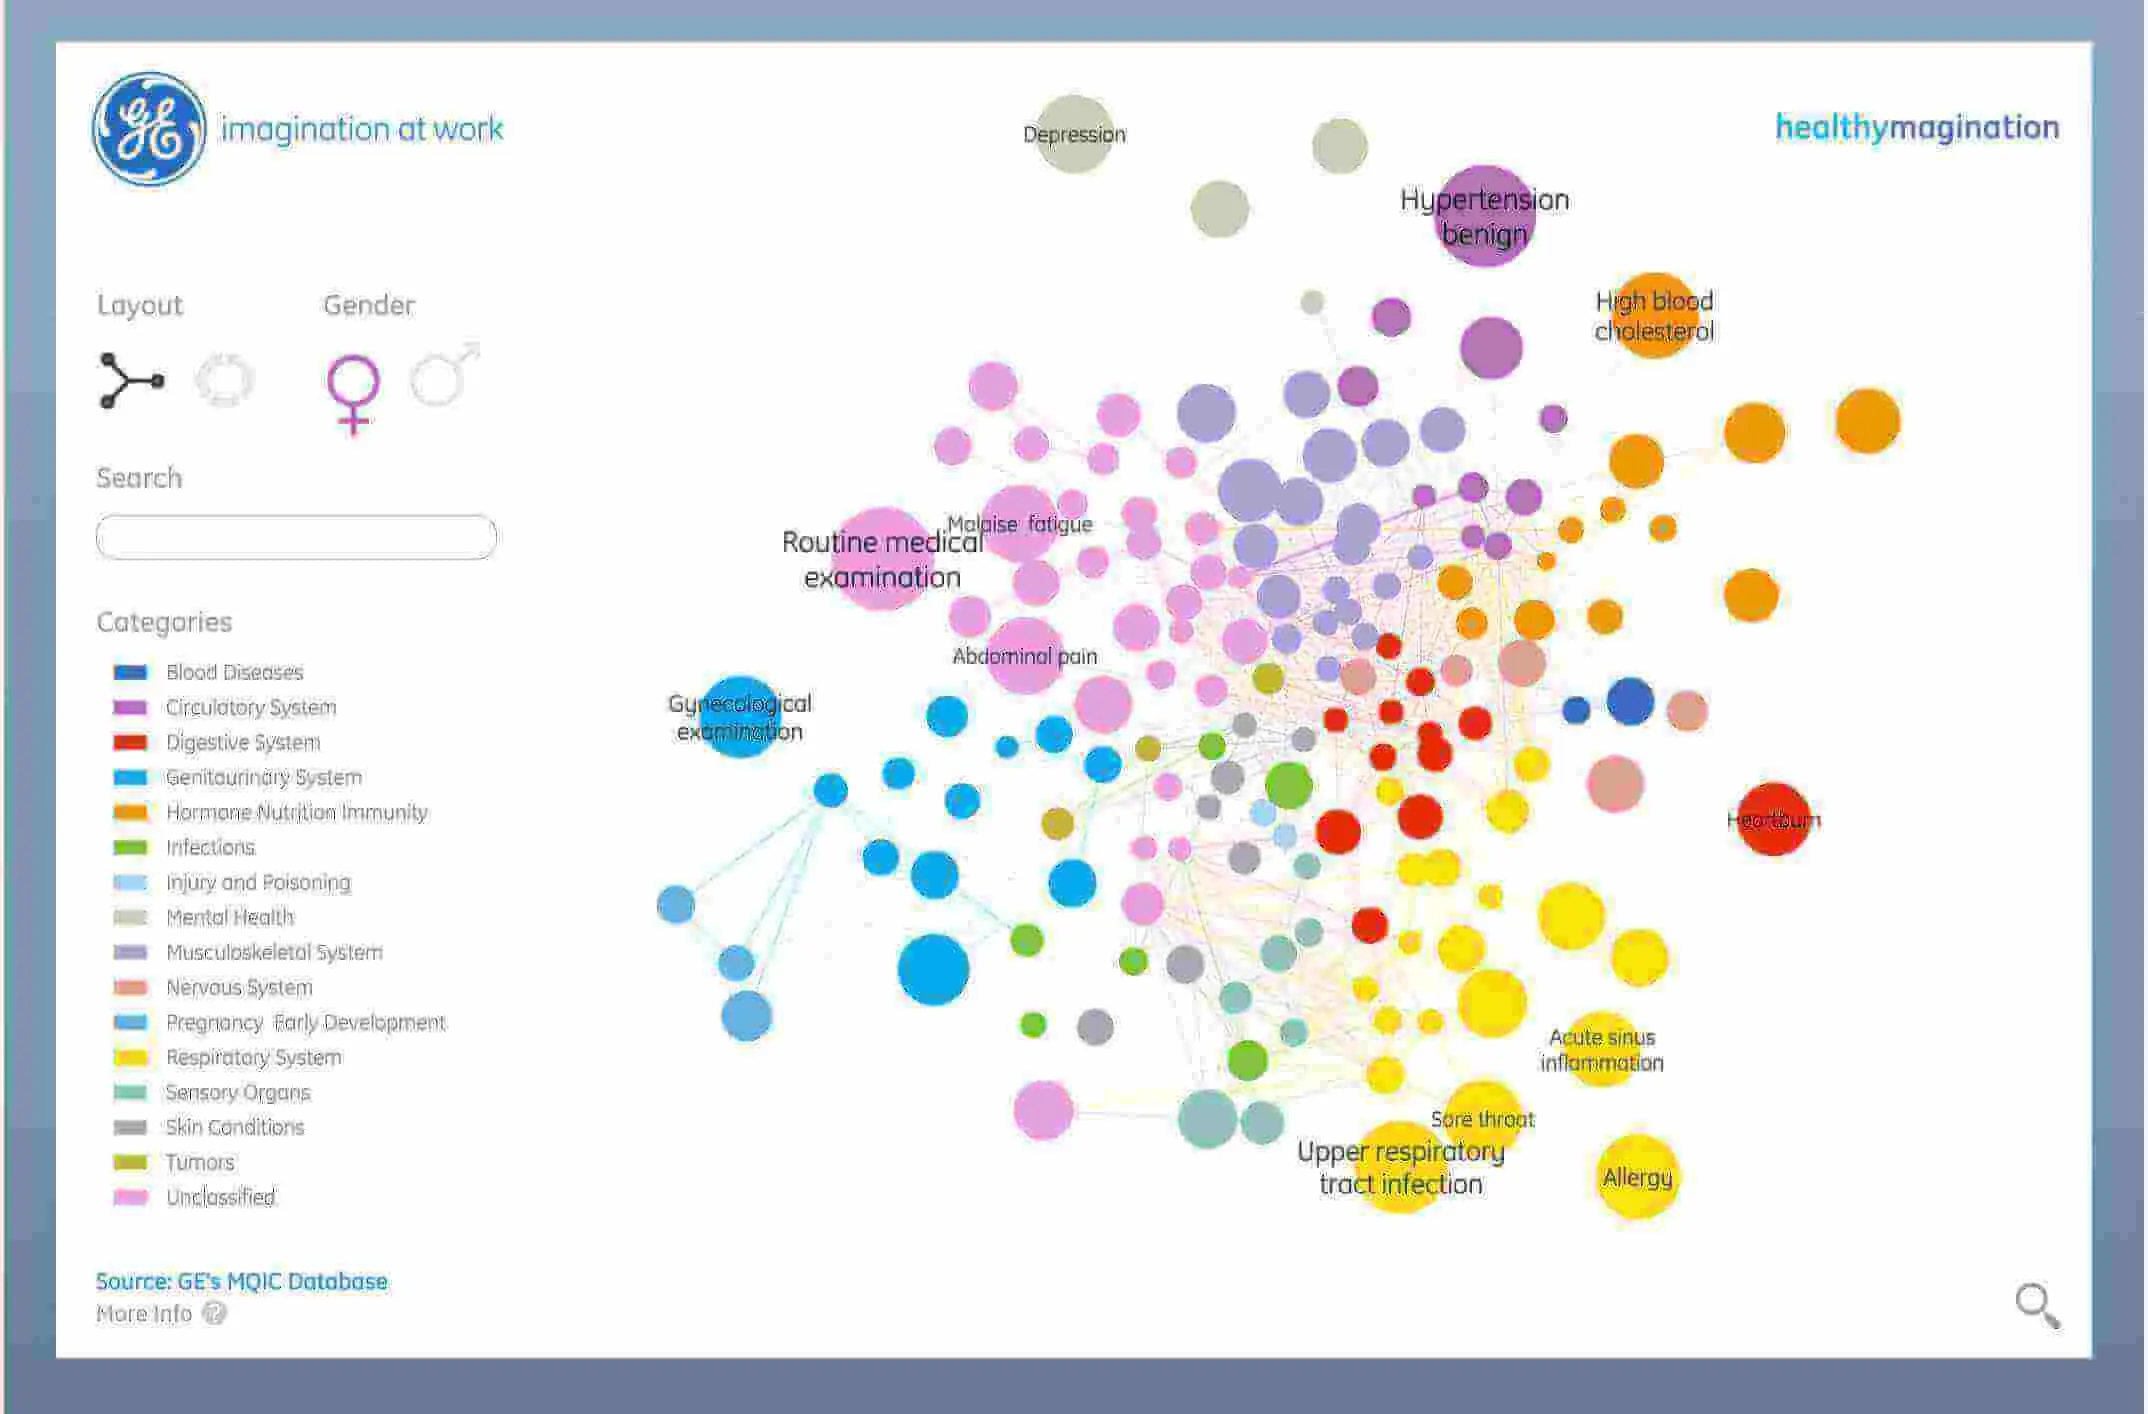 GE imagination at work
healthymagination
Depression
Hypertension
benign
High blood
cholesterol
Layout
Gender
Search
Malaise fatigue
Routine medical
examination
Abdominal pain
Gynecological
examination
Heartburn
Acute sinus
inflammation
Sore throat
Upper respiratory
tract infection
Allergy
Categories
Blood Diseases
Circulatory System
Digestive System
Genitourinary System
Hormone Nutrition Immunity
Infections
Injury and Poisoning
Mental Health
Musculoskeletal System
Nervous System
Pregnancy Early Development
Respiratory System
Sensory Organs
Skin Conditions
Tumors
Unclassified
Source: GE's MQIC Database
More Info ?